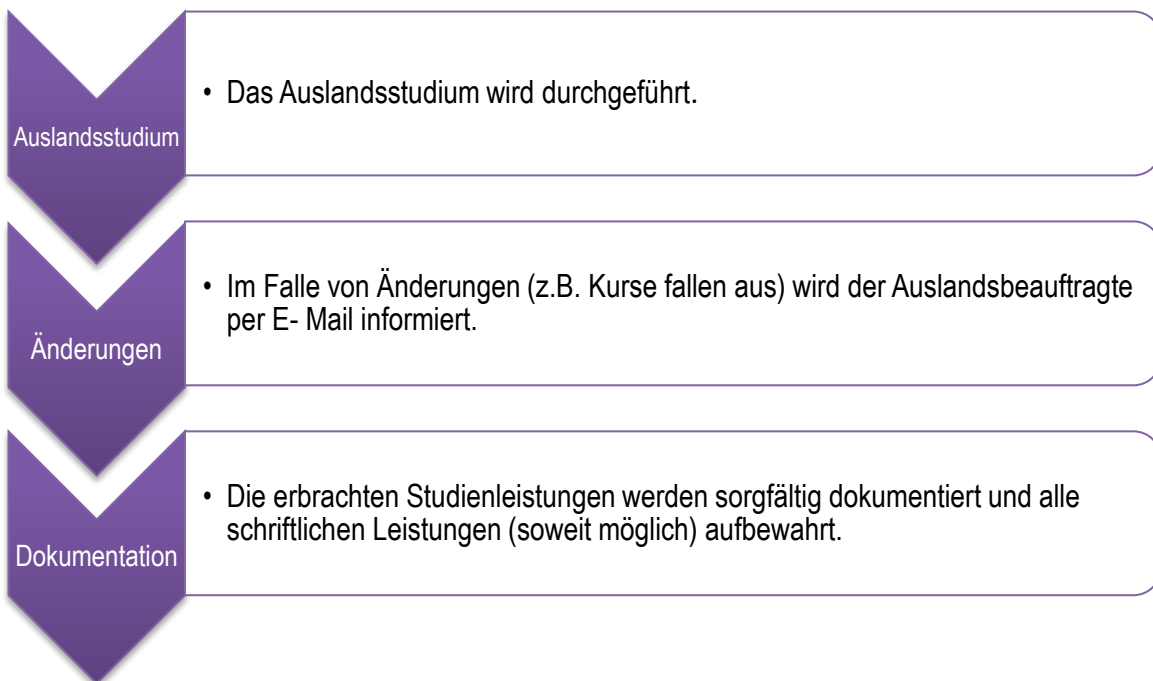 Auslandsstudium
• Das Auslandsstudium wird durchgeführt.
Änderungen
• Im Falle von Änderungen (z.B. Kurse fallen aus) wird der Auslandsbeauftragte
per E- Mail informiert.
Dokumentation
• Die erbrachten Studienleistungen werden sorgfältig dokumentiert und alle
schriftlichen Leistungen (soweit möglich) aufbewahrt.